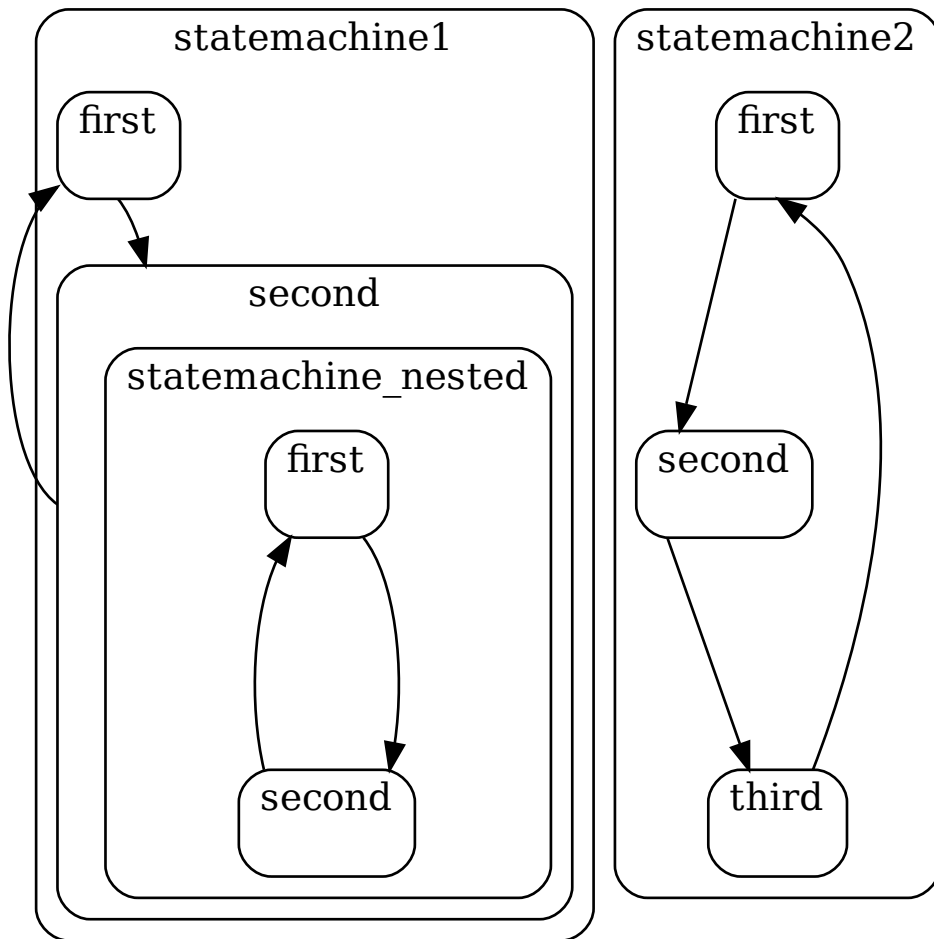 statemachine1
first
second
statemachine_nested
first
second
statemachine2
first
second
third